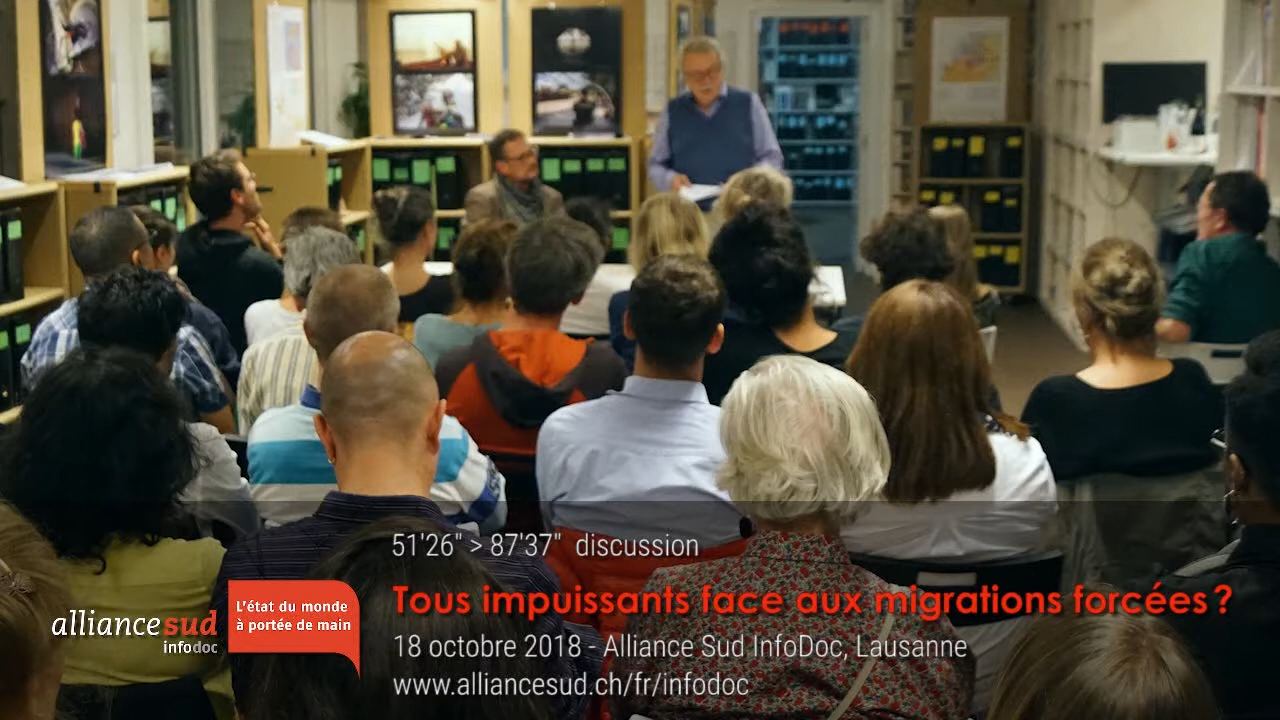 51'26" > 87'37" discussion
Tous impuissants face aux migrations forcées ?
18 octobre 2018 - Alliance Sud InfoDoc, Lausanne
www.alliancesud.ch/fr/infodoc
alliance sud
infodoc
L'état du monde
à portée de main